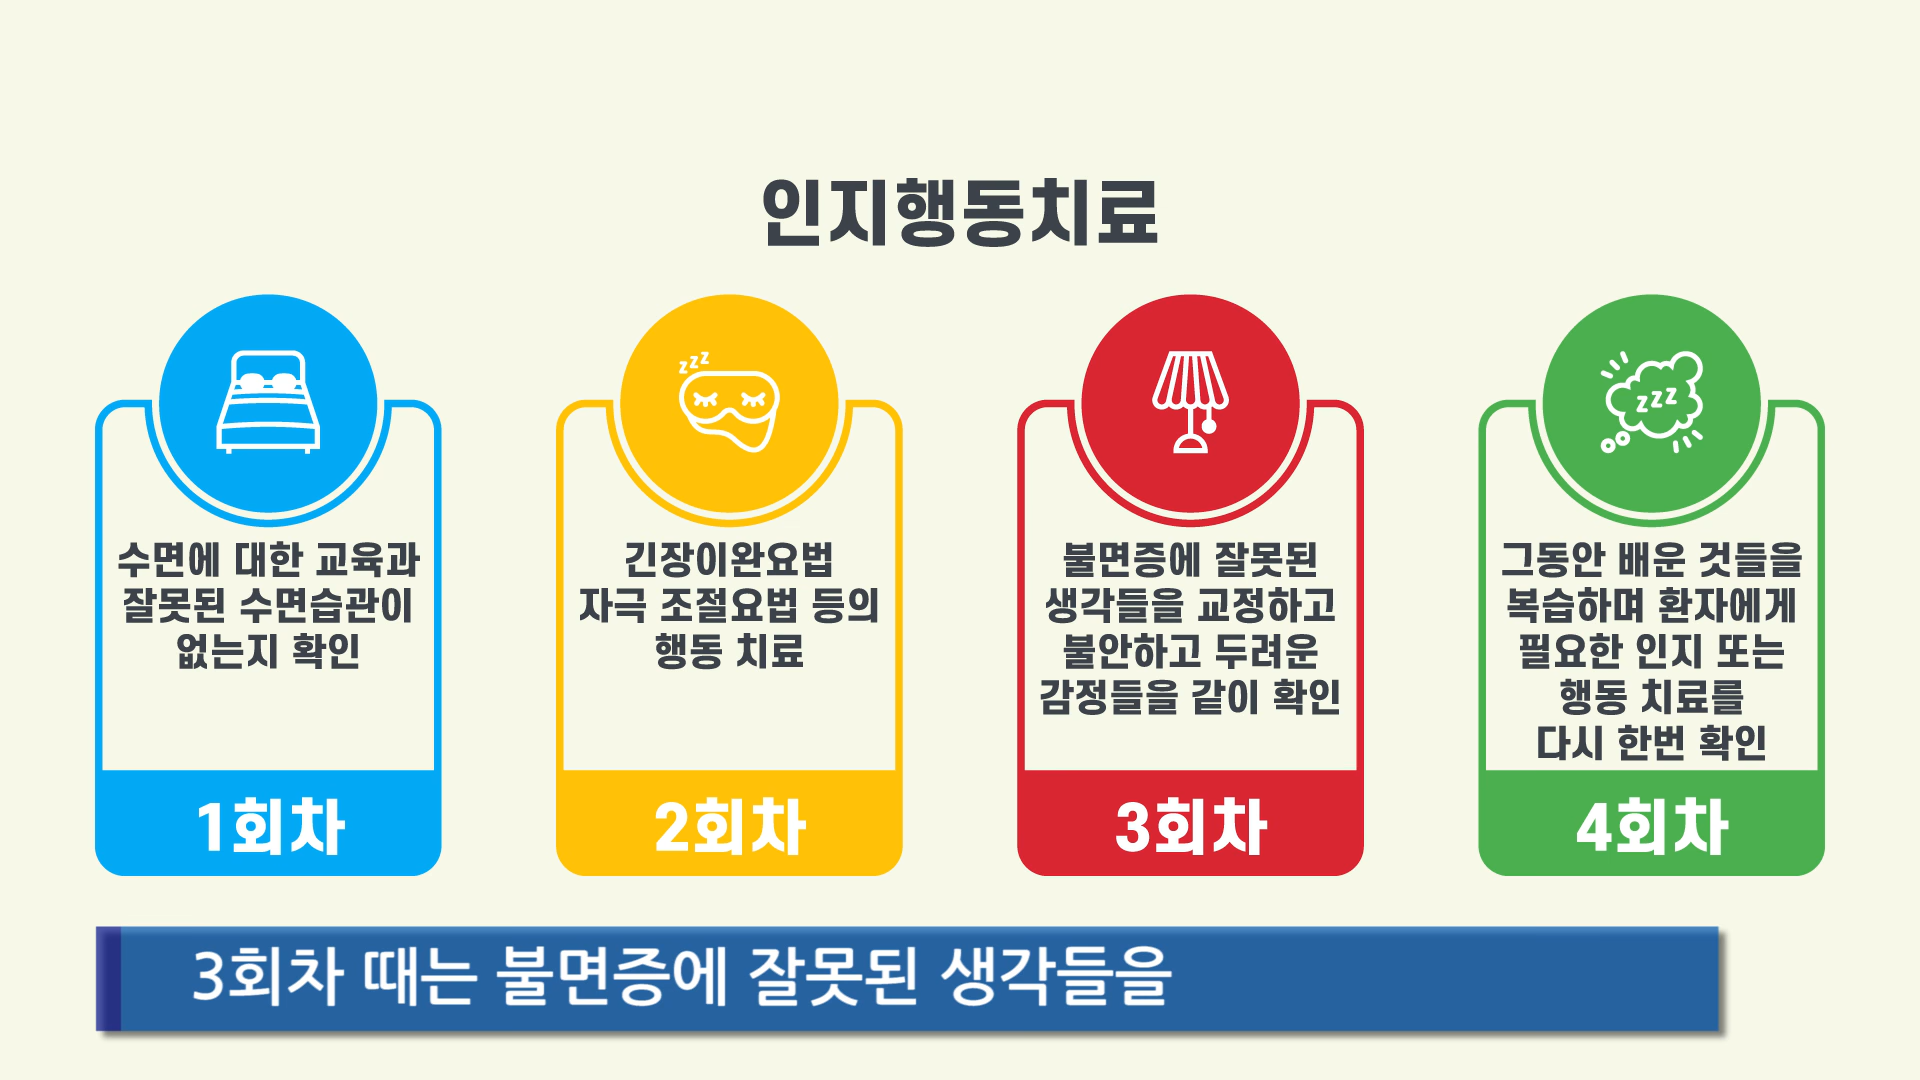 인지행동치료
수면에 대한 교육과
잘못된 수면습관이
없는지 확인
1회차
긴장이완요법
자극 조절요법 등의
행동 치료
2회차
불면증에 잘못된
생각들을 교정하고
불안하고 두려운
감정들을 같이 확인
3회차
그동안 배운 것들을
복습하며 환자에게
필요한 인지 또는
행동 치료를
다시 한번 확인
4회차
zzz
zzz
3회차 때는 불면증에 잘못된 생각들을